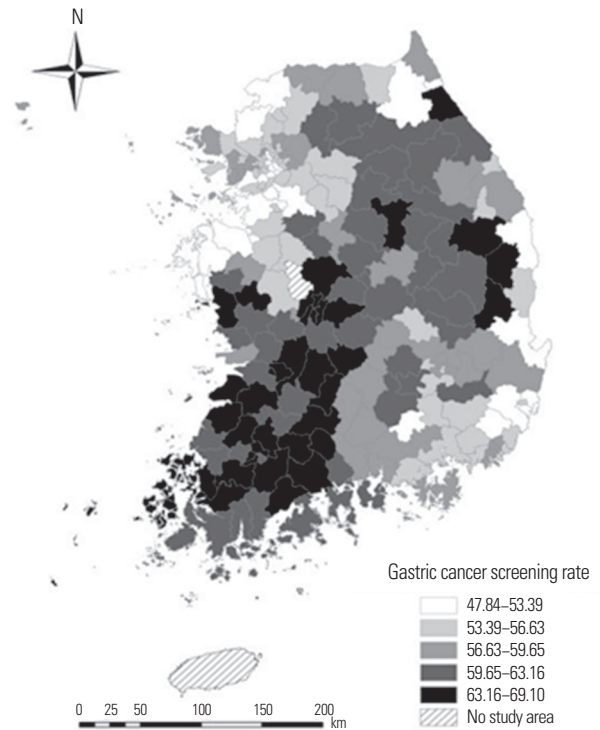 N
Gastric cancer screening rate
47.84–53.39
53.39–56.63
56.63–59.65
59.65–63.16
63.16–69.10
No study area
0 25 50 100 150 200
km